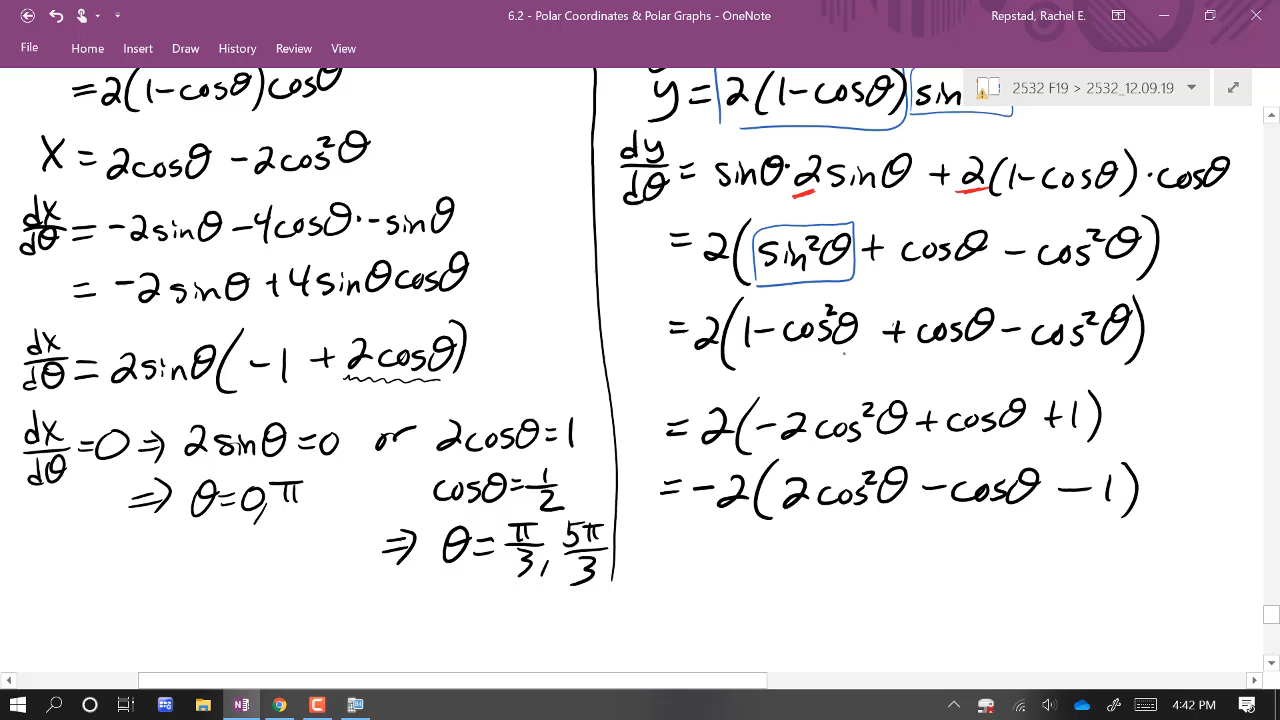 6.2 - Polar Coordinates & Polar Graphs - OneNote
Repstad, Rachel E.
File Home Insert Draw History Review View
2532 F19 > 2532_12.09.19
=2(1-cosθ)cosθ
x = 2cosθ - 2cos²θ
dx/dθ = -2sinθ - 4cosθ·-sinθ
= -2sinθ + 4sinθcosθ
dx/dθ = 2sinθ(-1 + 2cosθ)
dx/dθ = 0 ⇒ 2sinθ = 0 or 2cosθ = 1
⇒ θ = 0, π cosθ = 1/2
⇒ θ = π/3, 5π/3
y = 2(1-cosθ) sin
dy/dθ = sinθ·2sinθ + 2(1-cosθ)·cosθ
= 2(sin²θ + cosθ - cos²θ)
= 2(1-cos²θ + cosθ - cos²θ)
= 2(-2cos²θ + cosθ + 1)
= -2(2cos²θ - cosθ - 1)
4:42 PM